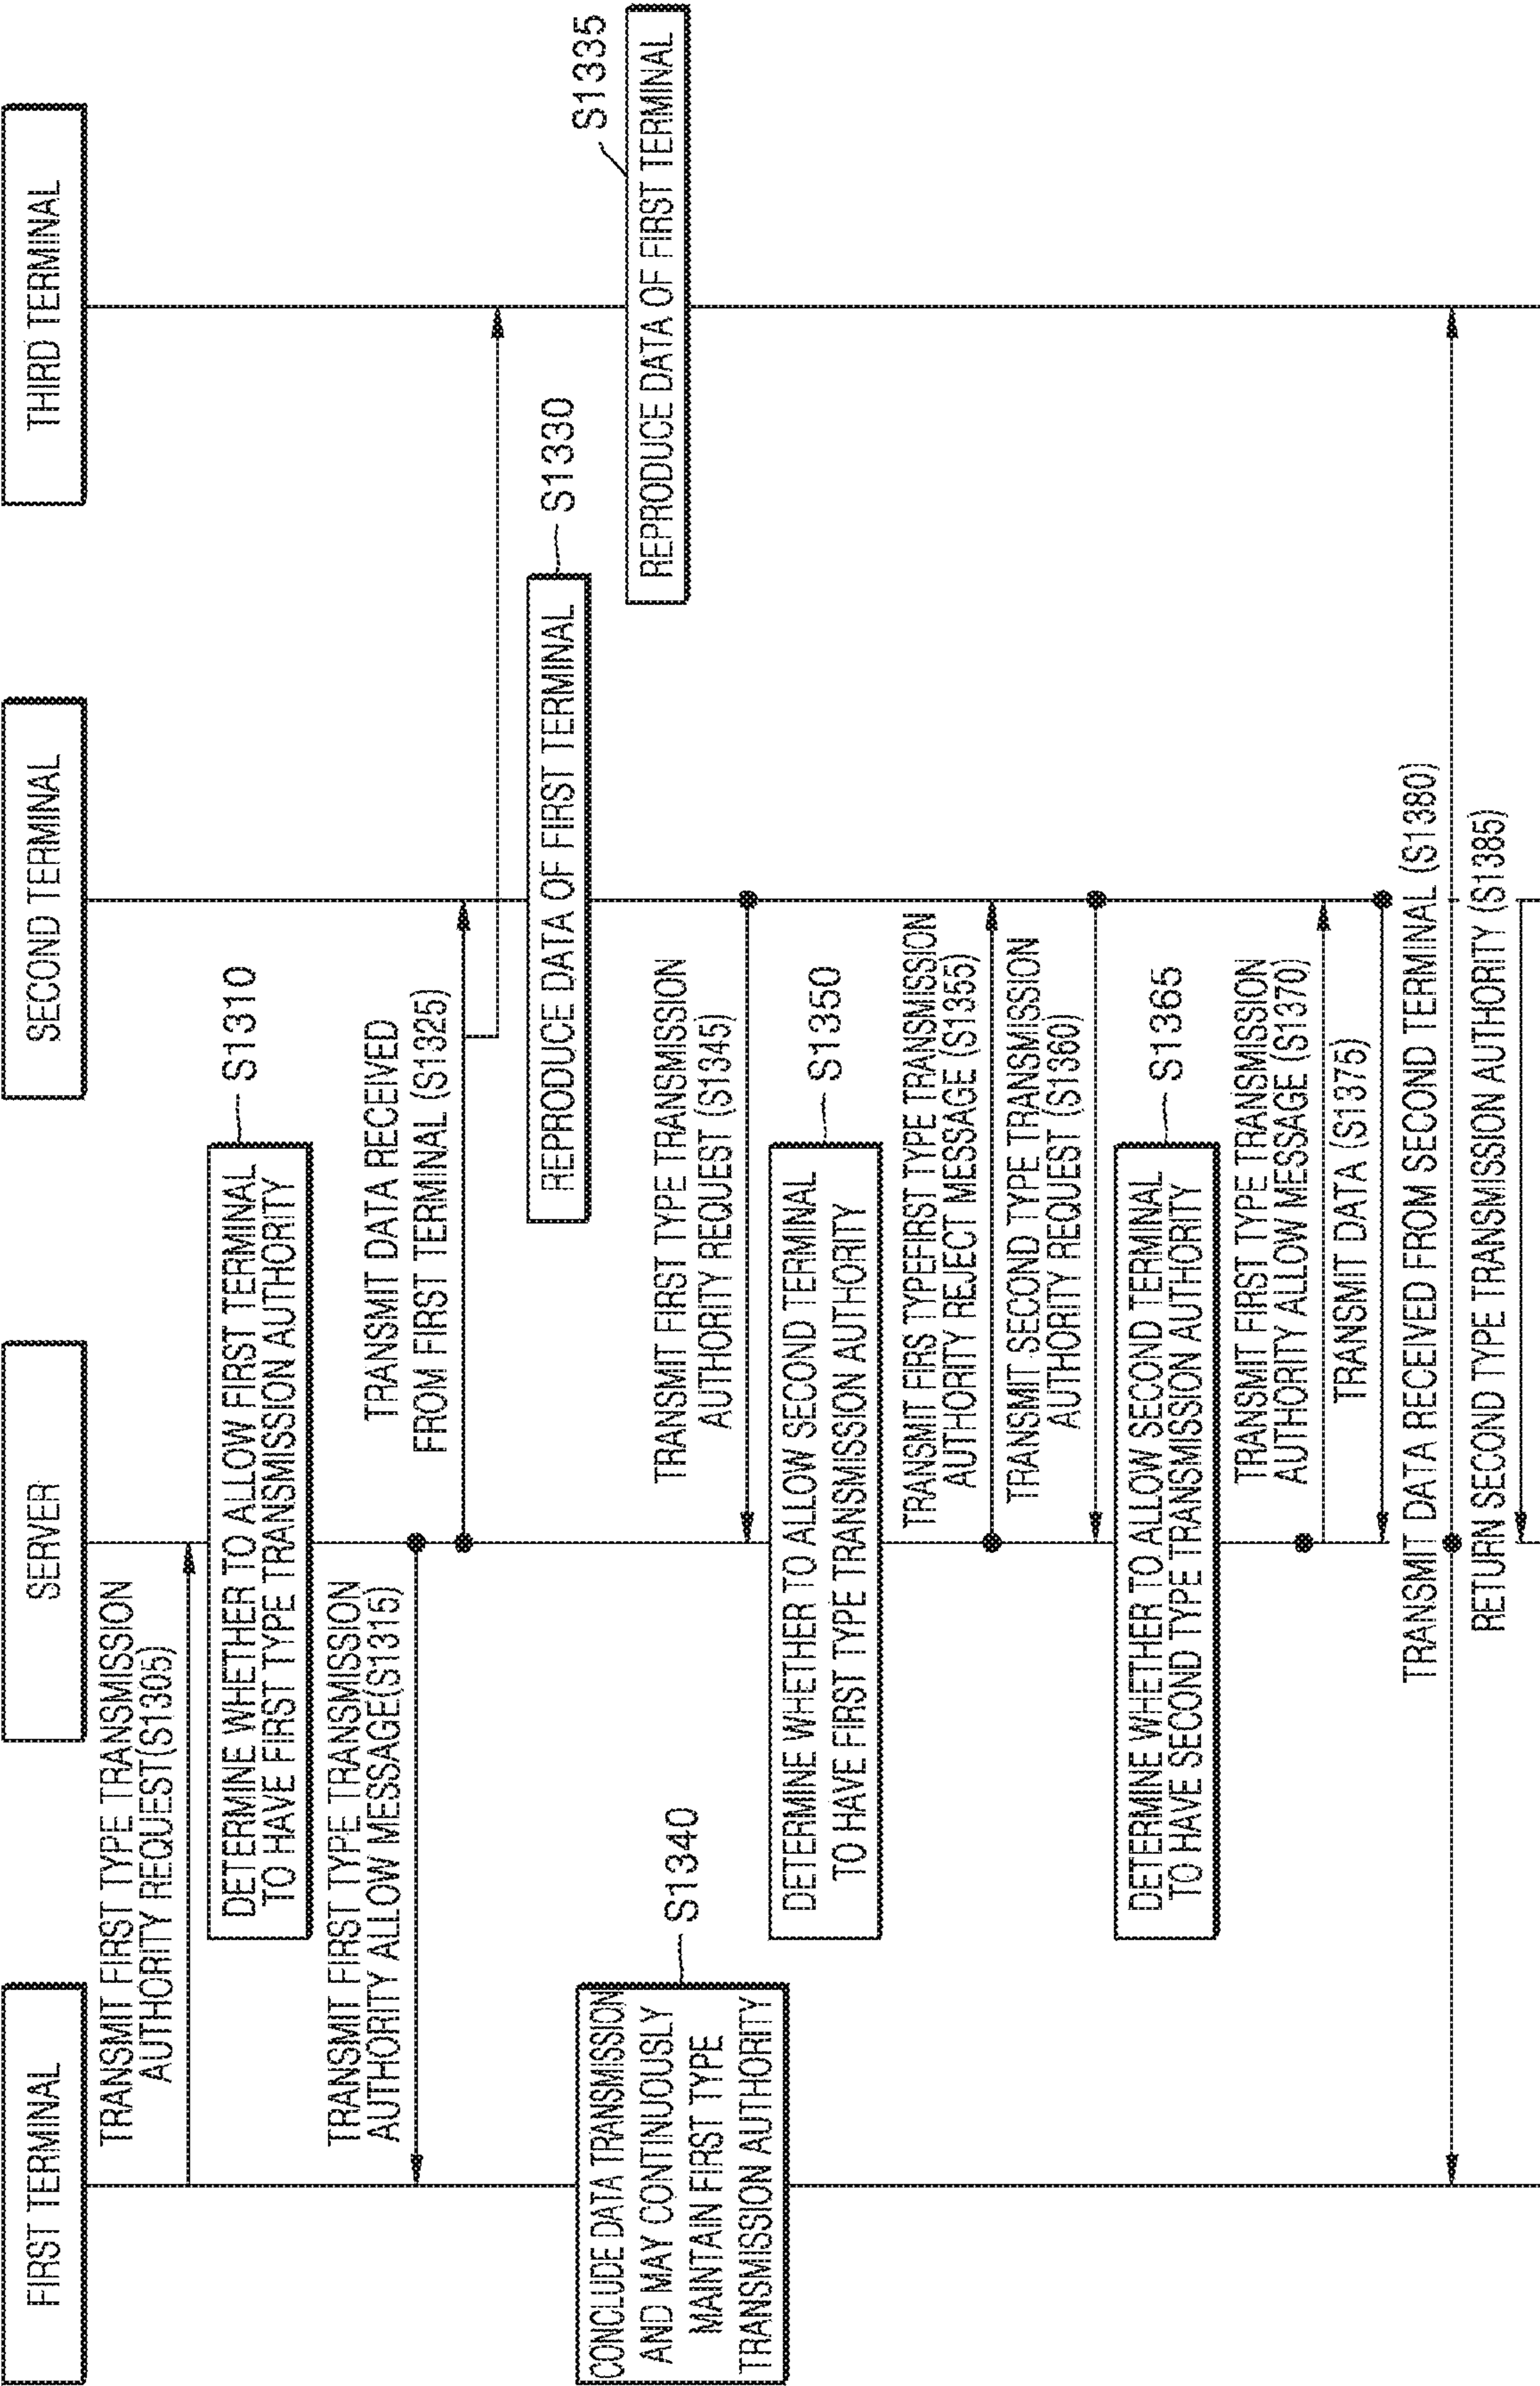 FIRST TERMINAL
SERVER
SECOND TERMINAL
THIRD TERMINAL
TRANSMIT FIRST TYPE TRANSMISSION
AUTHORITY REQUEST(S1305)
DETERMINE WHETHER TO ALLOW FIRST TERMINAL
TO HAVE FIRST TYPE TRANSMISSION AUTHORITY
S1310
TRANSMIT FIRST TYPE TRANSMISSION
AUTHORITY ALLOW MESSAGE(S1315)
TRANSMIT DATA RECEIVED
FROM FIRST TERMINAL (S1325)
REPRODUCE DATA OF FIRST TERMINAL
S1330
S1335
REPRODUCE DATA OF FIRST TERMINAL
CONCLUDE DATA TRANSMISSION
AND MAY CONTINUOUSLY
MAINTAIN FIRST TYPE
TRANSMISSION AUTHORITY
S1340
TRANSMIT FIRST TYPE TRANSMISSION
AUTHORITY REQUEST (S1345)
DETERMINE WHETHER TO ALLOW SECOND TERMINAL
TO HAVE FIRST TYPE TRANSMISSION AUTHORITY
S1350
TRANSMIT FIRS TYPEFIRST TYPE TRANSMISSION
AUTHORITY REJECT MESSAGE (S1355)
TRANSMIT SECOND TYPE TRANSMISSION
AUTHORITY REQUEST (S1360)
DETERMINE WHETHER TO ALLOW SECOND TERMINAL
TO HAVE SECOND TYPE TRANSMISSION AUTHORITY
S1365
TRANSMIT FIRST TYPE TRANSMISSION
AUTHORITY ALLOW MESSAGE (S1370)
TRANSMIT DATA (S1375)
TRANSMIT DATA RECEIVED FROM SECOND TERMINAL (S1380)
RETURN SECOND TYPE TRANSMISSION AUTHORITY (S1385)